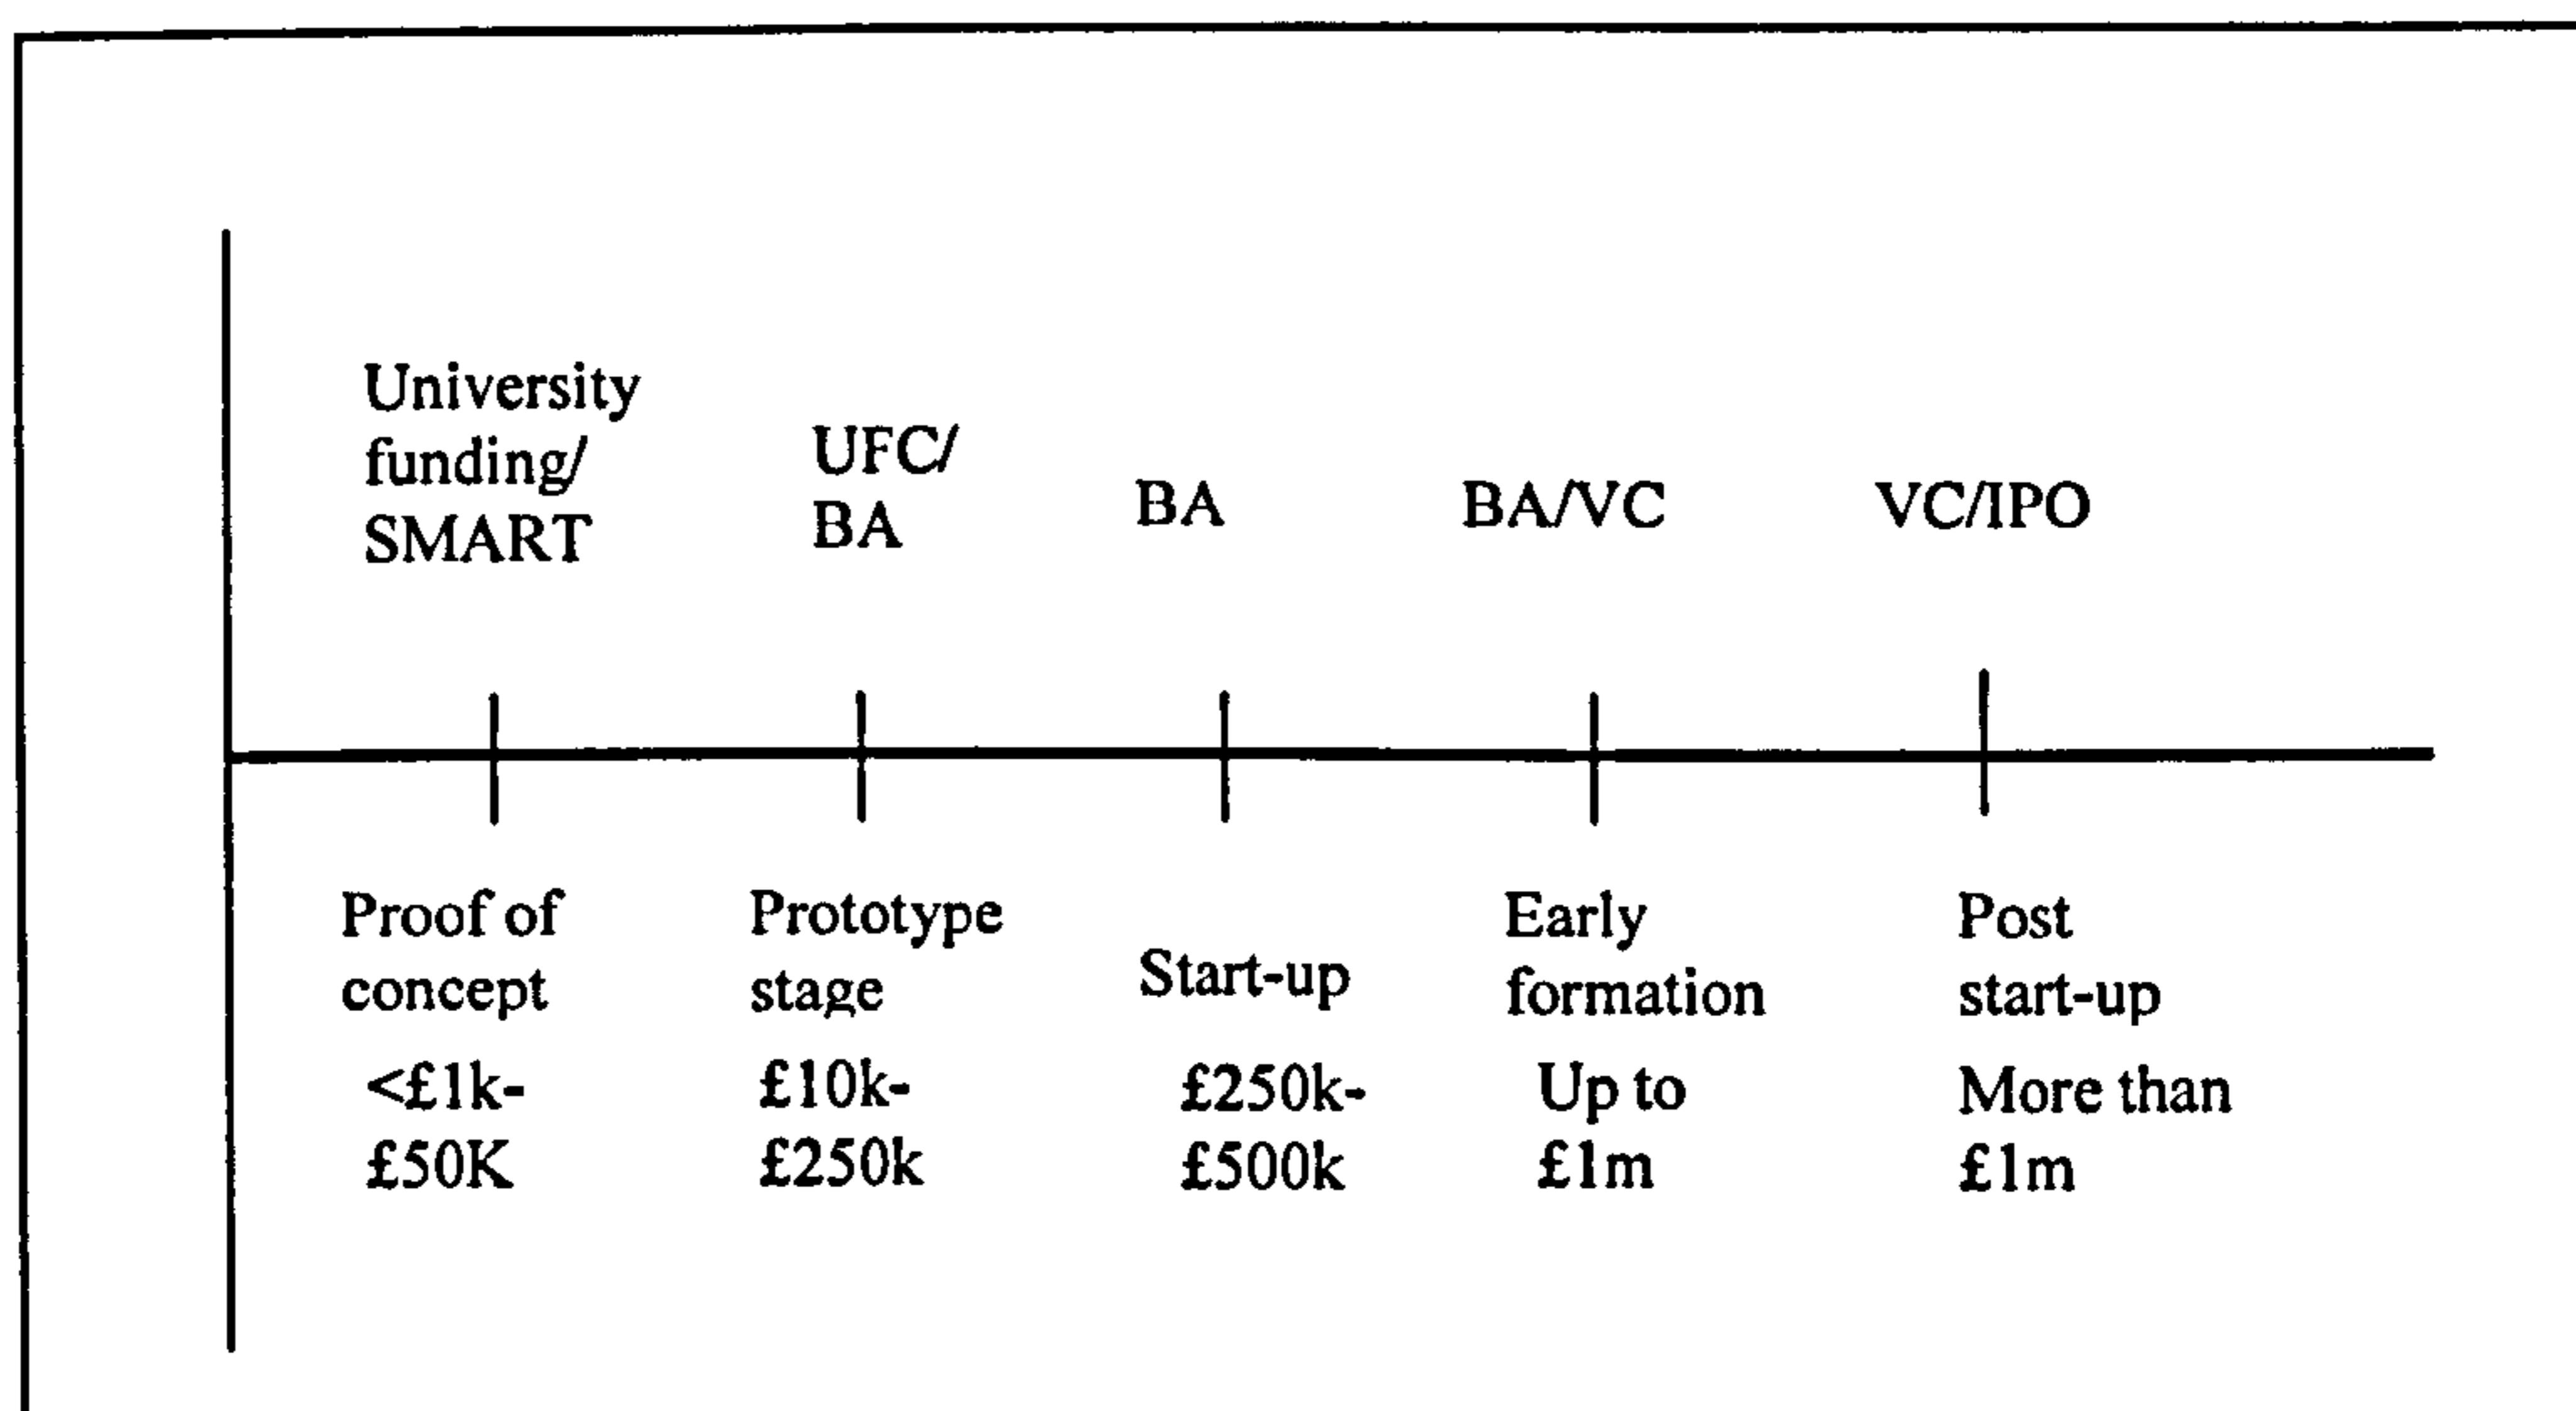 University
funding/
SMART
UFC/
BA
BA
BA/VC
VC/IPO
Proof of
concept
<£1k-
£50K
Prototype
stage
£10k-
£250k
Start-up
£250k-
£500k
Early
formation
Up to
£1m
Post
start-up
More than
£1m